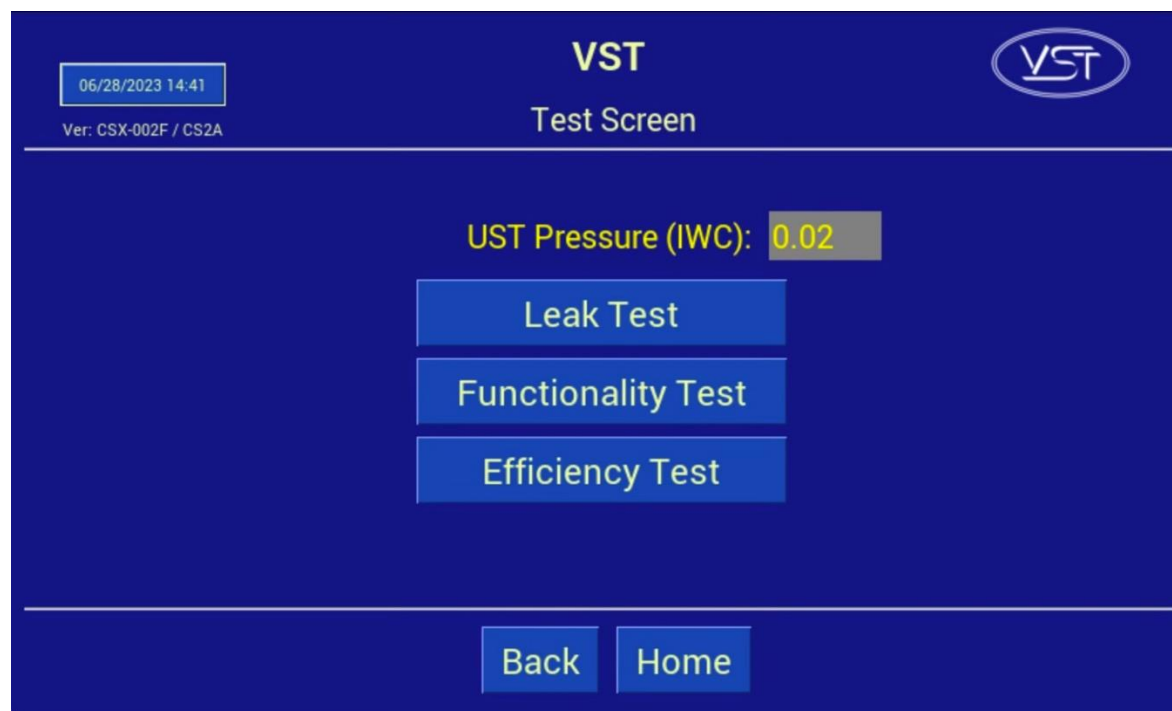 VST
06/28/2023 14:41
Ver: CSX-002F / CS2A
Test Screen
VST
UST Pressure (IWC): 0.02
Leak Test
Functionality Test
Efficiency Test
Back Home